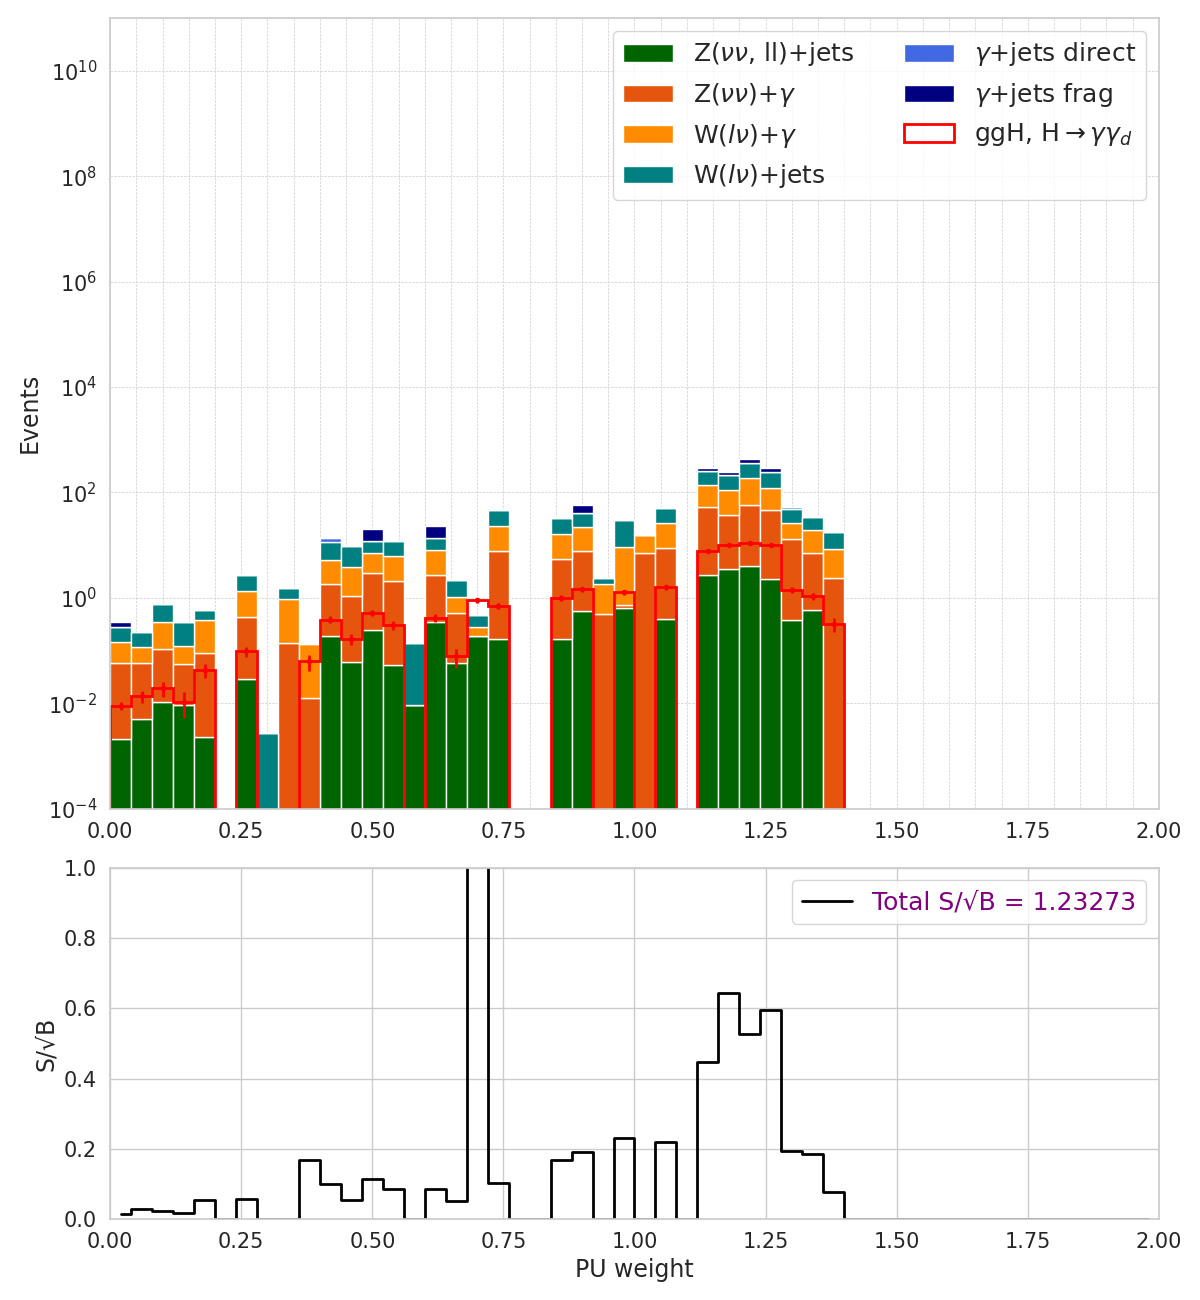 Z(νν, ll)+jets
Z(νν)+γ
W(lν)+γ
W(lν)+jets
γ+jets direct
γ+jets frag
ggH, H→γγ_d
Events
10^10
10^8
10^6
10^4
10^2
10^0
10^−2
10^−4
0.00 0.25 0.50 0.75 1.00 1.25 1.50 1.75 2.00
Total S/√B = 1.23273
S/√B
1.0
0.8
0.6
0.4
0.2
0.0
0.00 0.25 0.50 0.75 1.00 1.25 1.50 1.75 2.00
PU weight